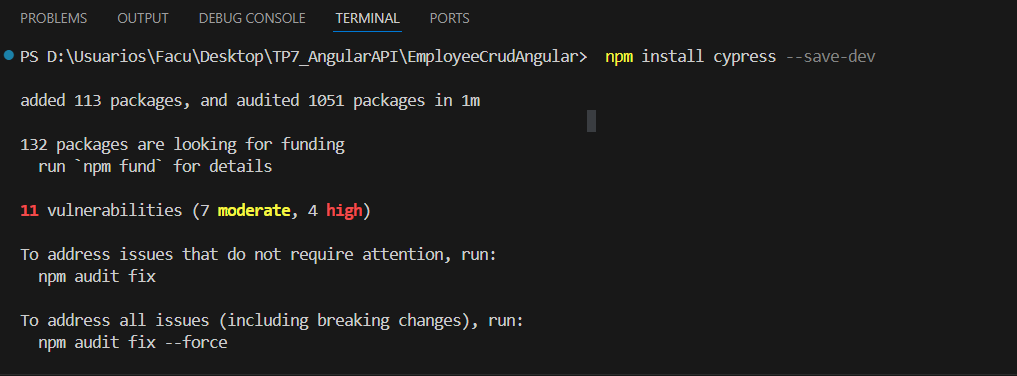 PROBLEMS OUTPUT DEBUG CONSOLE TERMINAL PORTS
PS D:\Usuarios\Facu\Desktop\TP7_AngularAPI\EmployeeCrudAngular> npm install cypress --save-dev
added 113 packages, and audited 1051 packages in 1m
132 packages are looking for funding
run `npm fund` for details
11 vulnerabilities (7 moderate, 4 high)
To address issues that do not require attention, run:
npm audit fix
To address all issues (including breaking changes), run:
npm audit fix --force